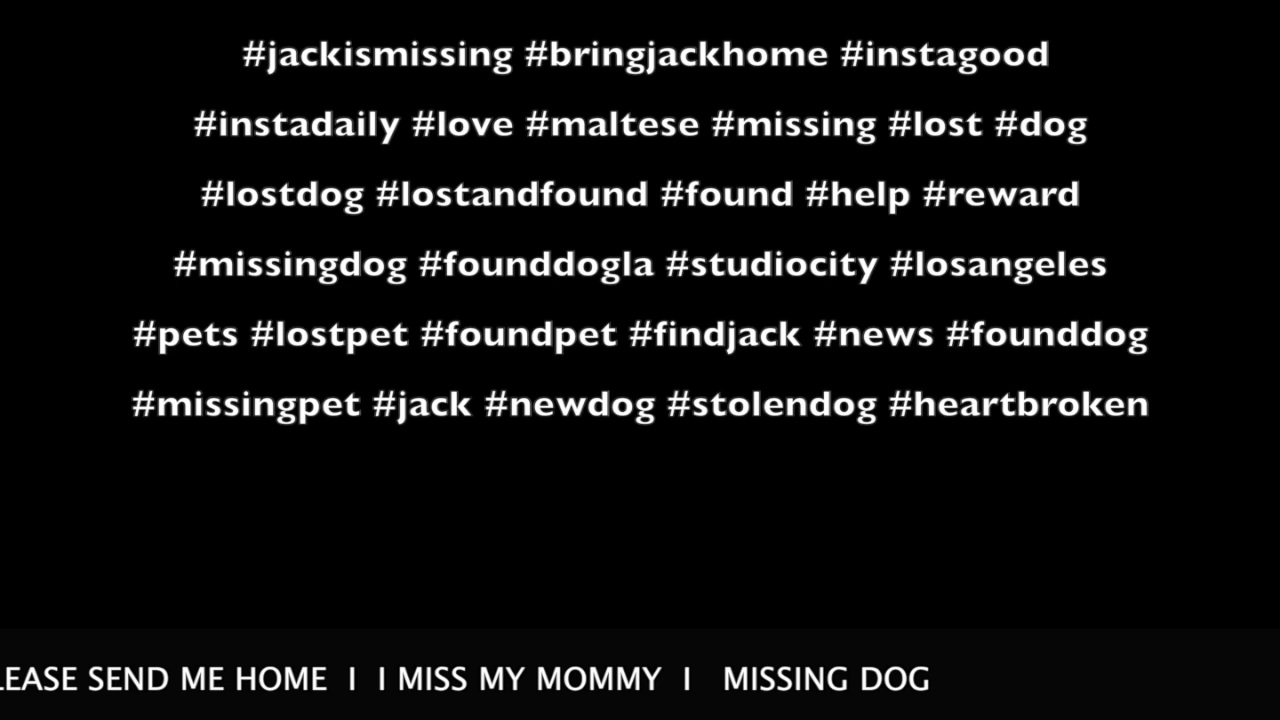 #jackismissing #bringjackhome #instagood
#instadaily #love #maltese #missing #lost #dog
#lostdog #lostandfound #found #help #reward
#missingdog #founddogla #studiocity #losangeles
#pets #lostpet #foundpet #findjack #news #founddog
#missingpet #jack #newdog #stolendog #heartbroken
LEASE SEND ME HOME I I MISS MY MOMMY I MISSING DOG